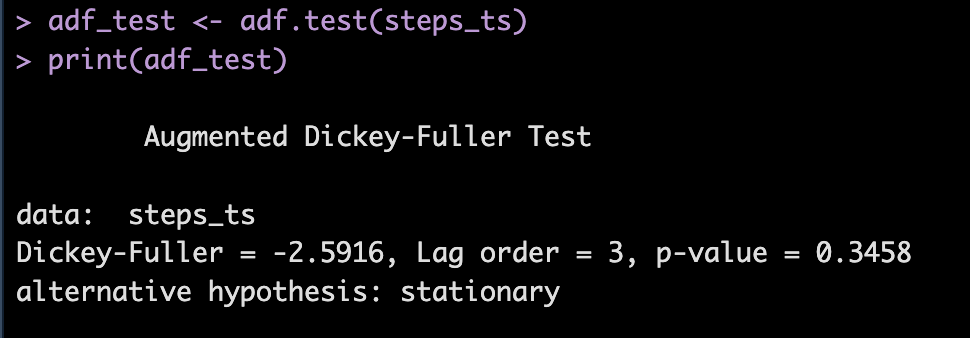 > adf_test <- adf.test(steps_ts)
> print(adf_test)
Augmented Dickey-Fuller Test
data:  steps_ts
Dickey-Fuller = -2.5916, Lag order = 3, p-value = 0.3458
alternative hypothesis: stationary